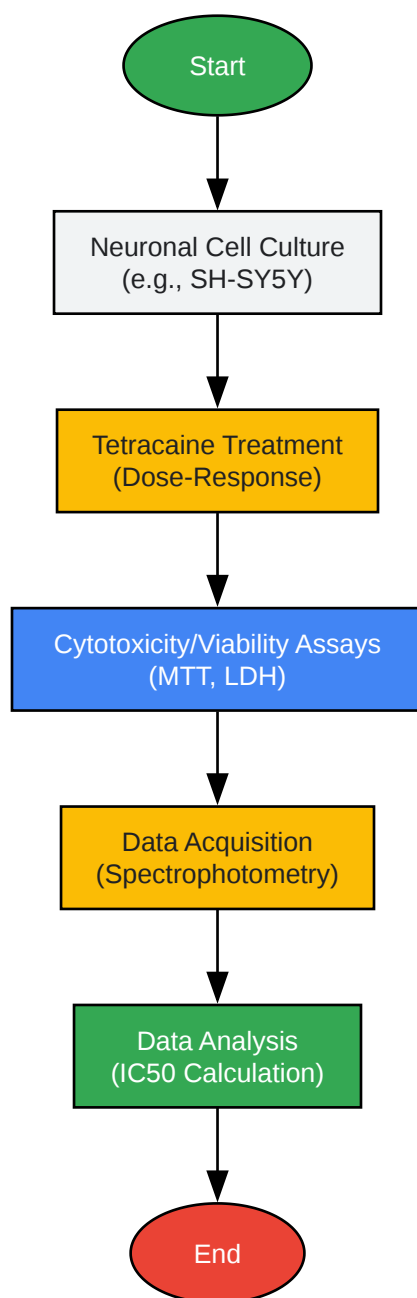 Start
Neuronal Cell Culture
(e.g., SH-SY5Y)
Tetracaine Treatment
(Dose-Response)
Cytotoxicity/Viability Assays
(MTT, LDH)
Data Acquisition
(Spectrophotometry)
Data Analysis
(IC50 Calculation)
End